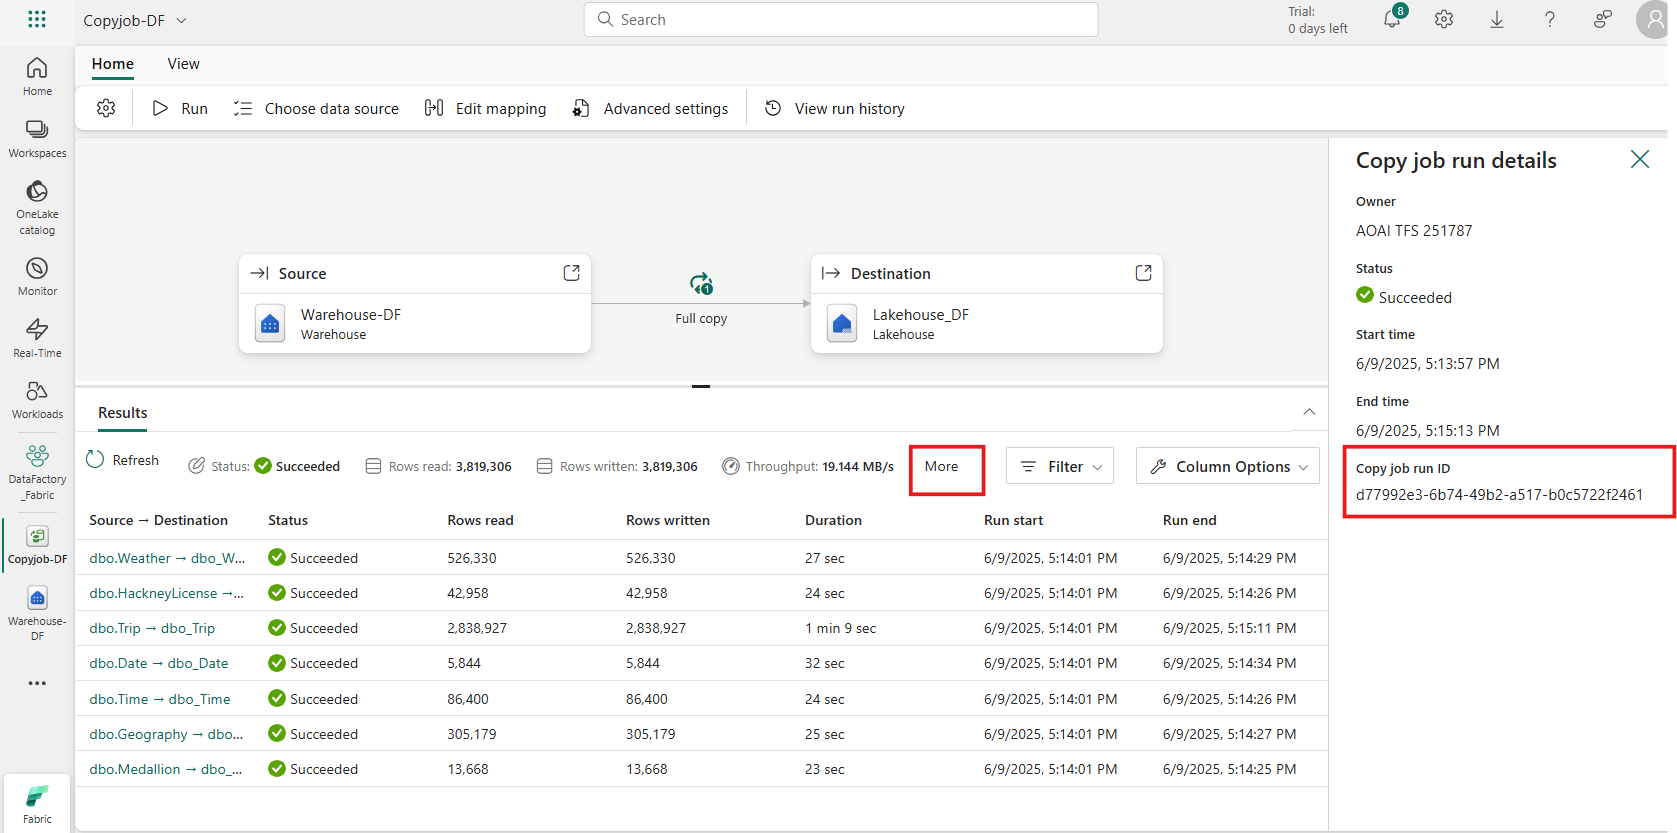 Copyjob-DF
Search
Trial:
0 days left
8
Home
View
Run
Choose data source
Edit mapping
Advanced settings
View run history
Home
Workspaces
OneLake
catalog
Monitor
Real-Time
Workloads
DataFactory
_Fabric
Copyjob-DF
Warehouse-
DF
Fabric
Source
Warehouse-DF
Warehouse
1
Full copy
Destination
Lakehouse_DF
Lakehouse
Results
Refresh
Status: Succeeded
Rows read: 3,819,306
Rows written: 3,819,306
Throughput: 19.144 MB/s
More
Filter
Column Options
Source → Destination Status Rows read Rows written Duration Run start Run end
dbo.Weather → dbo_W... Succeeded 526,330 526,330 27 sec 6/9/2025, 5:14:01 PM 6/9/2025, 5:14:29 PM
dbo.HackneyLicense →... Succeeded 42,958 42,958 24 sec 6/9/2025, 5:14:01 PM 6/9/2025, 5:14:26 PM
dbo.Trip → dbo_Trip Succeeded 2,838,927 2,838,927 1 min 9 sec 6/9/2025, 5:14:01 PM 6/9/2025, 5:15:11 PM
dbo.Date → dbo_Date Succeeded 5,844 5,844 32 sec 6/9/2025, 5:14:01 PM 6/9/2025, 5:14:34 PM
dbo.Time → dbo_Time Succeeded 86,400 86,400 24 sec 6/9/2025, 5:14:01 PM 6/9/2025, 5:14:26 PM
dbo.Geography → dbo... Succeeded 305,179 305,179 25 sec 6/9/2025, 5:14:01 PM 6/9/2025, 5:14:27 PM
dbo.Medallion → dbo_... Succeeded 13,668 13,668 23 sec 6/9/2025, 5:14:01 PM 6/9/2025, 5:14:25 PM
Copy job run details
Owner
AOAI TFS 251787
Status
Succeeded
Start time
6/9/2025, 5:13:57 PM
End time
6/9/2025, 5:15:13 PM
Copy job run ID
d77992e3-6b74-49b2-a517-b0c5722f2461